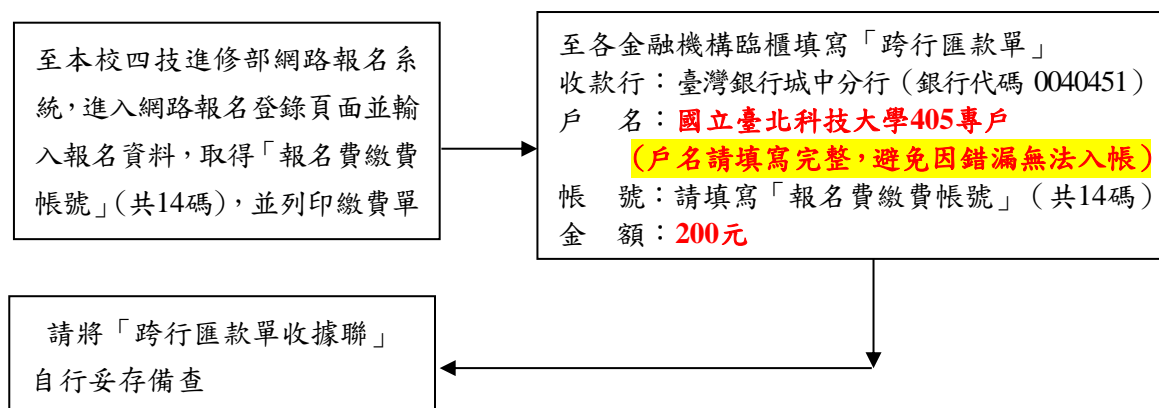 至本校四技進修部網路報名系
統，進入網路報名登錄頁面並輸
入報名資料，取得「報名費繳費
帳號」(共14碼)，並列印繳費單
至各金融機構臨櫃填寫「跨行匯款單」
收款行：臺灣銀行城中分行（銀行代碼 0040451）
戶　名：國立臺北科技大學405專戶
(戶名請填寫完整，避免因錯漏無法入帳)
帳　號：請填寫「報名費繳費帳號」（共14碼）
金　額：200元
請將「跨行匯款單收據聯」
自行妥存備查